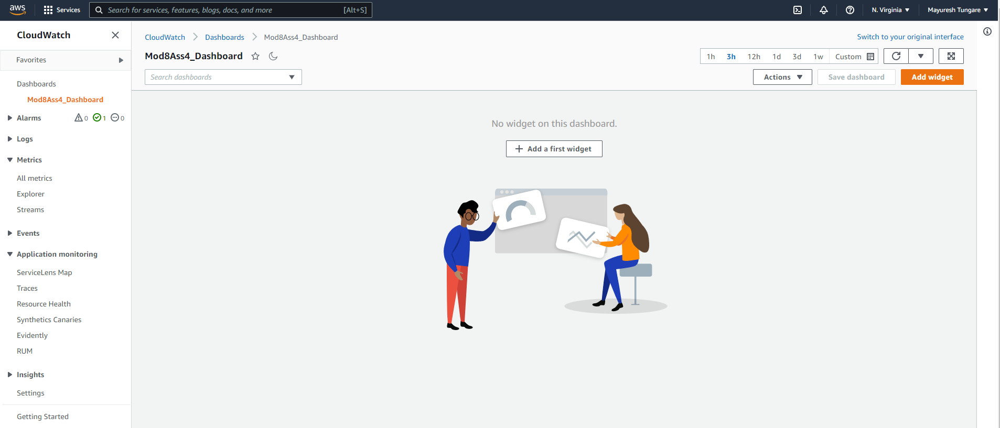 aws Services Search for services, features, blogs, docs, and more [Alt+S] N. Virginia Mayuresh Tungare
CloudWatch
Favorites
Dashboards
Mod8Ass4_Dashboard
Alarms 0 1 0
Logs
Metrics
All metrics
Explorer
Streams
Events
Application monitoring
ServiceLens Map
Traces
Resource Health
Synthetics Canaries
Evidently
RUM
Insights
Settings
Getting Started
CloudWatch Dashboards Mod8Ass4_Dashboard
Switch to your original interface
Mod8Ass4_Dashboard
1h 3h 12h 1d 3d 1w Custom
Search dashboards
Actions Save dashboard Add widget
No widget on this dashboard.
Add a first widget